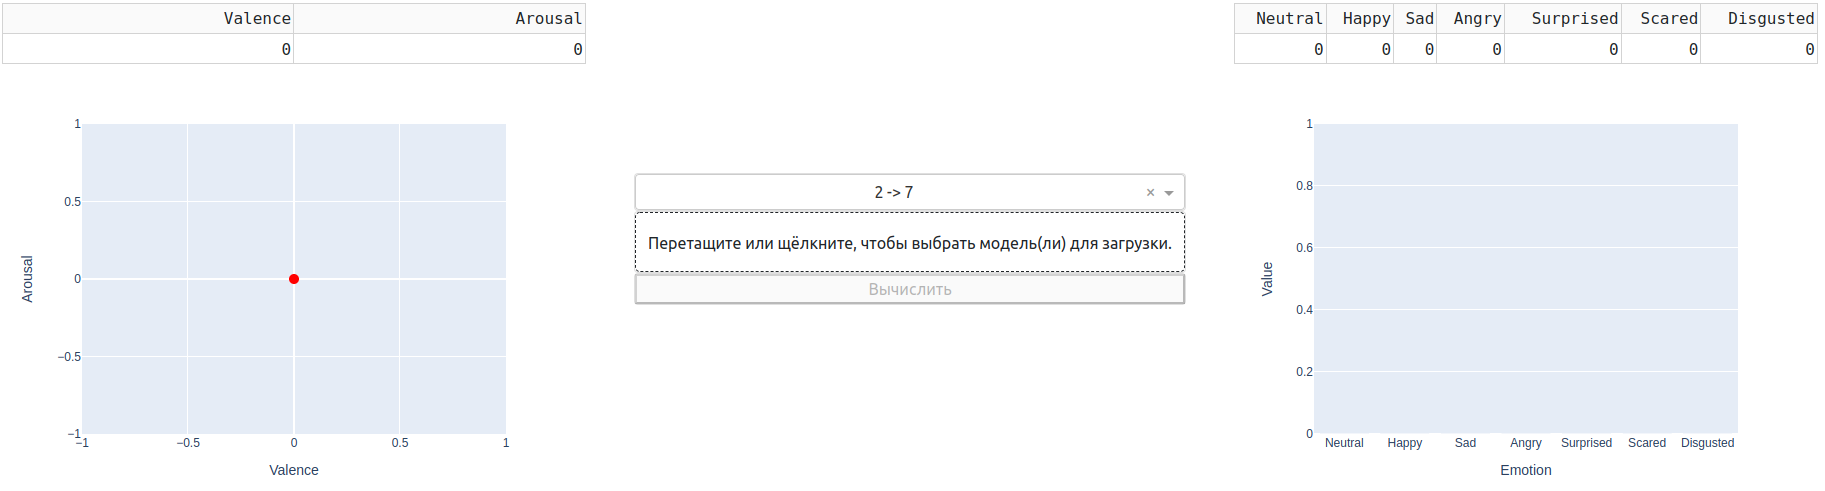 Valence Arousal
0 0
Neutral Happy Sad Angry Surprised Scared Disgusted
0 0 0 0 0 0 0
1
0.5
0
−0.5
−1
Arousal
−1 −0.5 0 0.5 1
Valence
2 -> 7 ×
Перетащите или щёлкните, чтобы выбрать модель(ли) для загрузки.
Вычислить
1
0.8
0.6
0.4
0.2
0
Value
Neutral Happy Sad Angry Surprised Scared Disgusted
Emotion